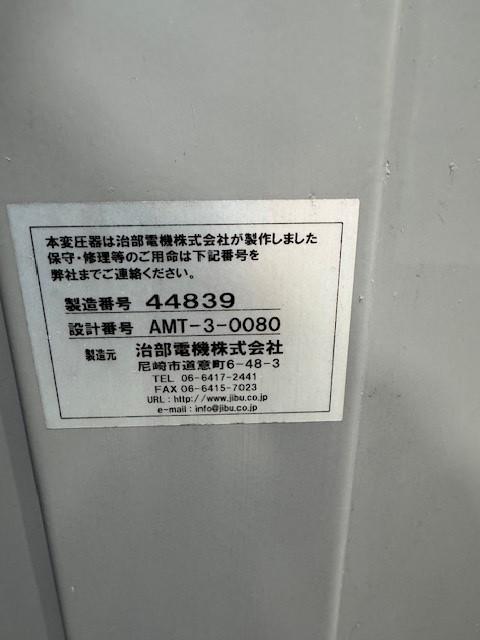 本変圧器は治部電機株式会社が製作しました
保守・修理等のご用命は下記番号を
弊社までご連絡ください。
製造番号 44839
設計番号 AMT-3-0080
製造元 治部電機株式会社
尼崎市道意町6-48-3
TEL 06-6417-2441
FAX 06-6415-7023
URL : http://www.jibu.co.jp
e-mail : info@jibu.co.jp